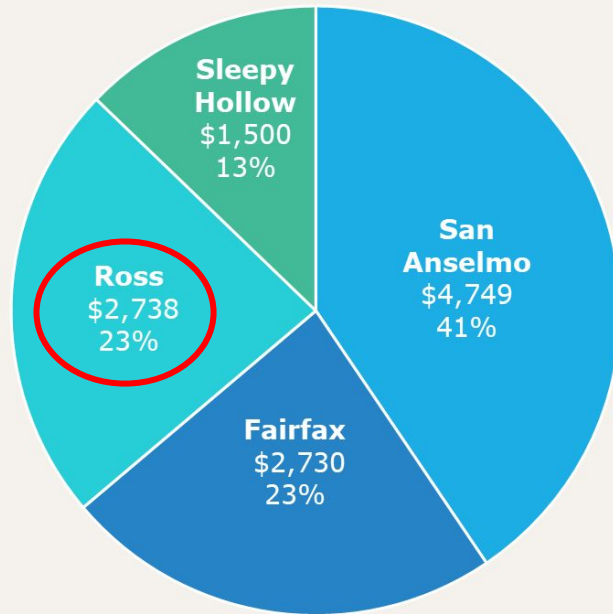 Sleepy
Hollow
$1,500
13%
San
Anselmo
$4,749
41%
Ross
$2,738
23%
Fairfax
$2,730
23%